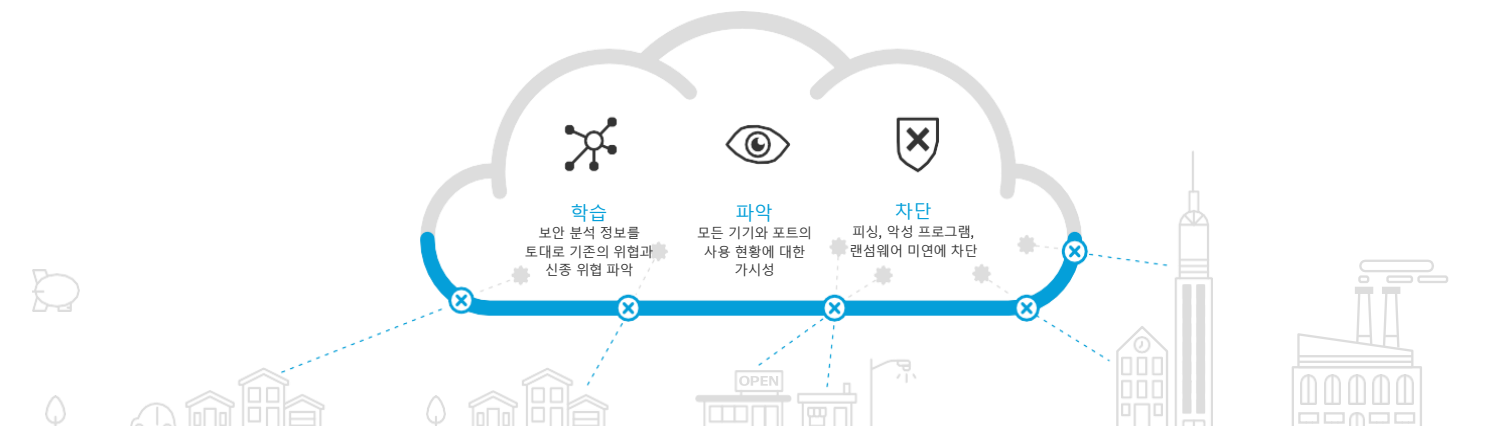 학습
보안 분석 정보를
토대로 기존의 위협과
신종 위협 파악
파악
모든 기기와 포트의
사용 현황에 대한
가시성
차단
피싱, 악성 프로그램,
랜섬웨어 미연에 차단
OPEN